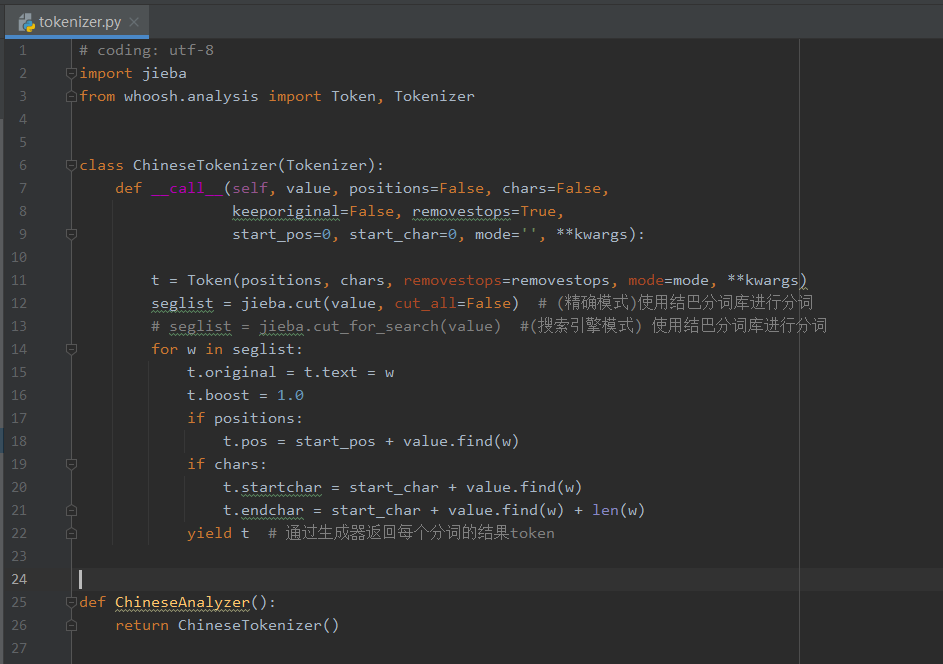 tokenizer.py
1 # coding: utf-8
2 import jieba
3 from whoosh.analysis import Token, Tokenizer
4
5
6 class ChineseTokenizer(Tokenizer):
7     def __call__(self, value, positions=False, chars=False,
8                  keeporiginal=False, removestops=True,
9                  start_pos=0, start_char=0, mode='', **kwargs):
10
11         t = Token(positions, chars, removestops=removestops, mode=mode, **kwargs)
12         seglist = jieba.cut(value, cut_all=False)  # (精确模式)使用结巴分词库进行分词
13         # seglist = jieba.cut_for_search(value)  #(搜索引擎模式) 使用结巴分词库进行分词
14         for w in seglist:
15             t.original = t.text = w
16             t.boost = 1.0
17             if positions:
18                 t.pos = start_pos + value.find(w)
19             if chars:
20                 t.startchar = start_char + value.find(w)
21                 t.endchar = start_char + value.find(w) + len(w)
22             yield t  # 通过生成器返回每个分词的结果token
23
24
25 def ChineseAnalyzer():
26     return ChineseTokenizer()
27